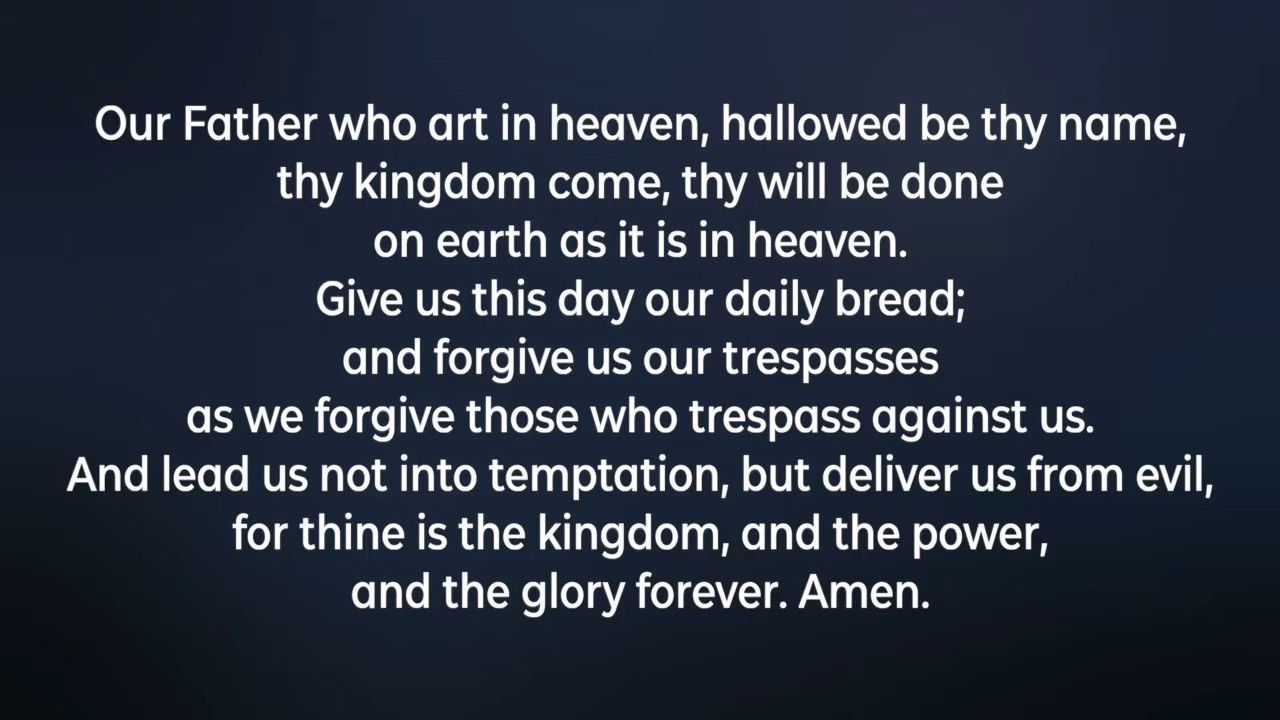 Our Father who art in heaven, hallowed be thy name,
thy kingdom come, thy will be done
on earth as it is in heaven.
Give us this day our daily bread;
and forgive us our trespasses
as we forgive those who trespass against us.
And lead us not into temptation, but deliver us from evil,
for thine is the kingdom, and the power,
and the glory forever. Amen.